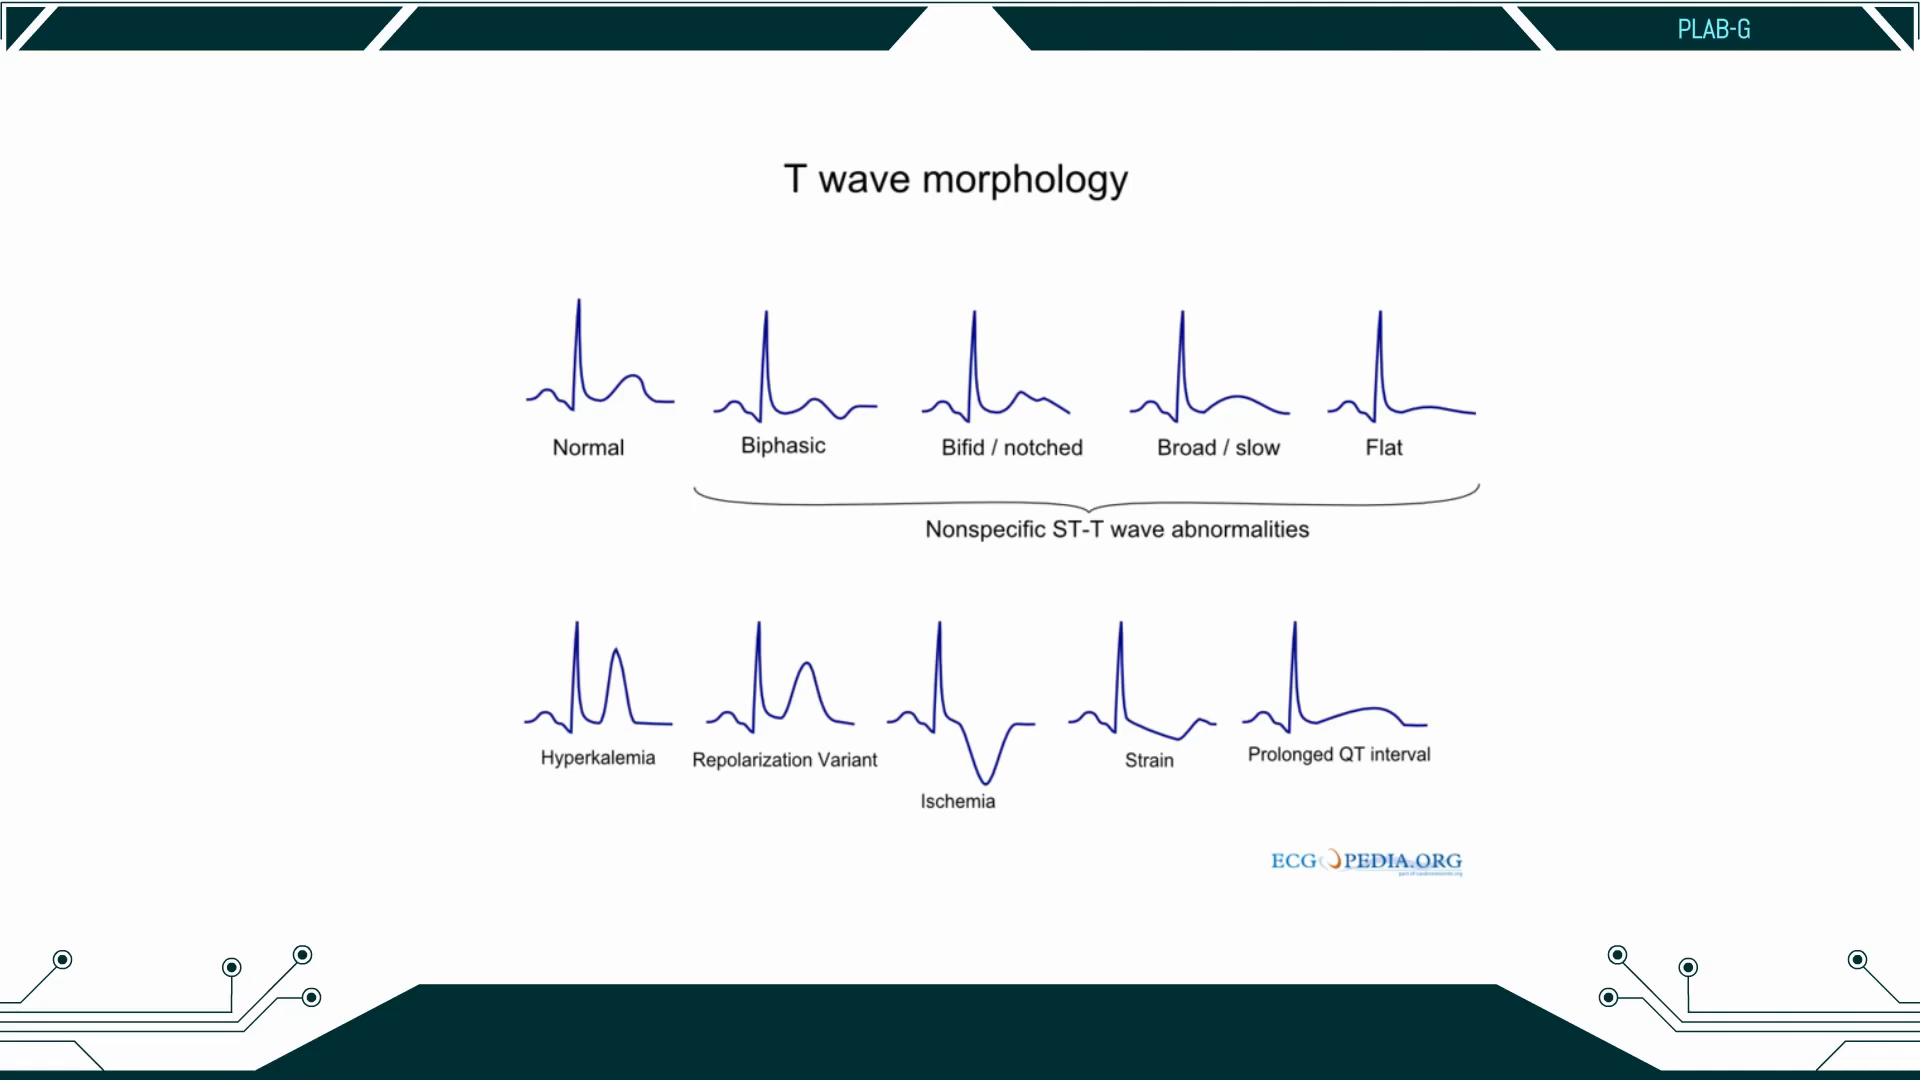 PLAB-G
T wave morphology
Normal
Biphasic
Bifid / notched
Broad / slow
Flat
Nonspecific ST-T wave abnormalities
Hyperkalemia
Repolarization Variant
Ischemia
Strain
Prolonged QT interval
ECGPEDIA.ORG